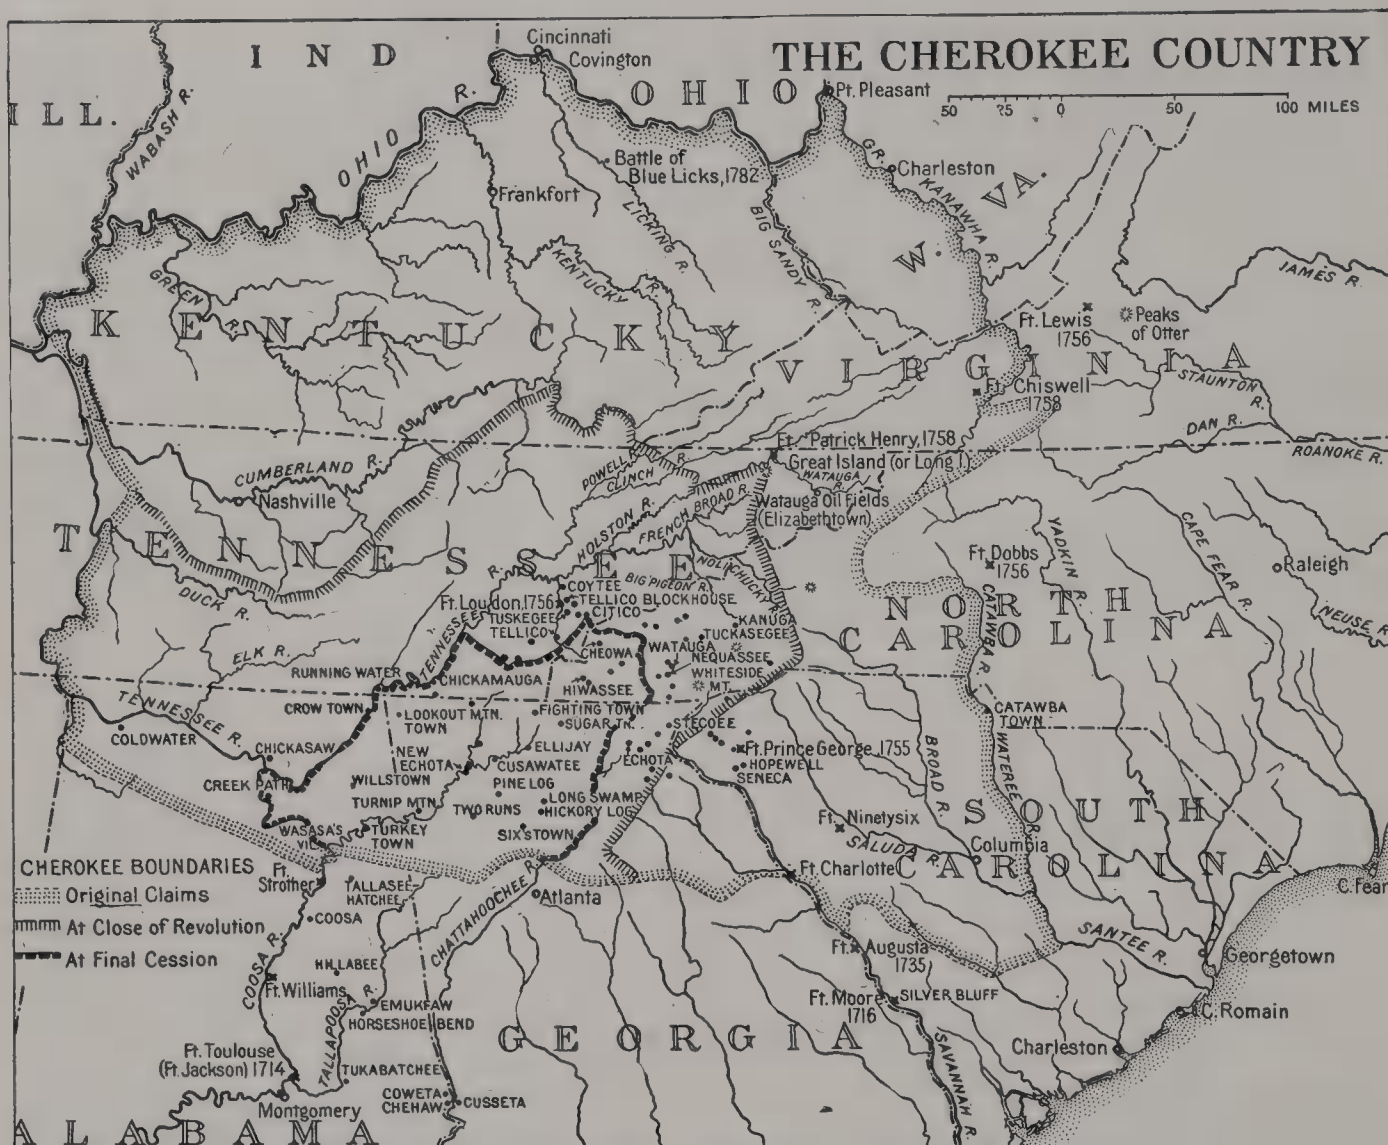 THE CHEROKEE COUNTRY
50 25 0 50 100 MILES
IND
ILL.
OHIO
W. VA.
KENTUCKY
VIRGINIA
TENNESSEE
NORTH
CAROLINA
SOUTH
CAROLINA
GEORGIA
ALABAMA
WABASH R.
OHIO R.
Cincinnati
Covington
Pt. Pleasant
Battle of
Blue Licks, 1782
Frankfort
LICKING R.
BIG SANDY R.
GR. KANAWHA R.
Charleston
GREEN R.
KENTUCKY R.
JAMES R.
Ft. Lewis
1756
Peaks
of Otter
Ft. Chiswell
1758
STAUNTON
R.
DAN R.
ROANOKE R.
CUMBERLAND R.
Nashville
POWELL R.
CLINCH R.
Ft. Patrick Henry, 1758
Great Island (or Long I.)
WATAUGA
R.
Watauga Oil Fields
(Elizabethtown)
HOLSTON R.
FRENCH BROAD R.
NOLICHUCKY R.
BIG PIGEON R.
YADKIN R.
CAPE FEAR R.
Ft. Dobbs
1756
CATAWBA R.
Raleigh
NEUSE R.
DUCK R.
ELK R.
TENNESSEE R.
COYTEE
TELLICO BLOCKHOUSE
Ft. Loudon, 1756
CITICO
TUSKEGEE
TELLICO
KANUGA
TUCKASEGEE
CHEOWA
WATAUGA
NEQUASSEE
WHITESIDE
MT.
RUNNING WATER
CHICKAMAUGA
HIWASSEE
CROW TOWN
LOOKOUT MTN.
TOWN
FIGHTING TOWN
SUGAR TN.
STECOEE
TENNESSEE R.
COLDWATER
CHICKASAW
NEW
ECHOTA
ELLIJAY
CUSAWATEE
ECHOTA
Ft. Prince George, 1755
HOPEWELL
SENECA
CATAWBA
TOWN
WATEREE R.
BROAD R.
CREEK PATH
WILLSTOWN
PINE LOG
TURNIP MTN.
TWO RUNS
LONG SWAMP
HICKORY LOG
WASASA'S
VIL.
TURKEY
TOWN
SIX'S TOWN
Ft. Ninetysix
SALUDA R.
Columbia
Ft. Charlotte
C. Fear
CHEROKEE BOUNDARIES
Original Claims
At Close of Revolution
At Final Cession
Ft.
Strother
TALLASEE
HATCHEE
COOSA
CHATTAHOOCHEE R.
Atlanta
SANTEE R.
Georgetown
COOSA R.
HILLABEE
Ft. Williams
TALLAPOOSA R.
EMUKFAW
HORSESHOE BEND
Ft. Augusta
1735
Ft. Moore
1716
SILVER BLUFF
C. Romain
Charleston
SAVANNAH R.
Ft. Toulouse
(Ft. Jackson) 1714
TUKABATCHEE
Montgomery
COWETA
CHEHAW
CUSSETA